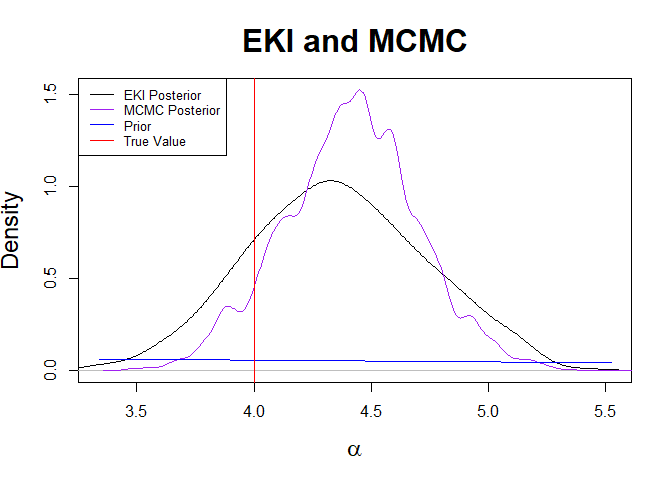 EKI and MCMC
EKI Posterior
MCMC Posterior
Prior
True Value
Density
0.0
0.5
1.0
1.5
3.5
4.0
4.5
5.0
5.5
α